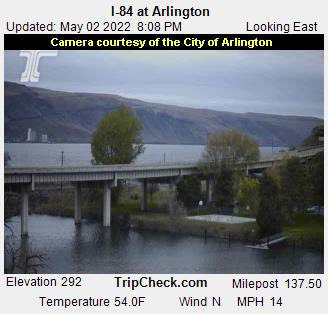 I-84 at Arlington
Updated: May 02 2022 8:08 PM Looking East
Camera courtesy of the City of Arlington
Elevation 292 TripCheck.com Milepost 137.50
Temperature 54.0F Wind N MPH 14